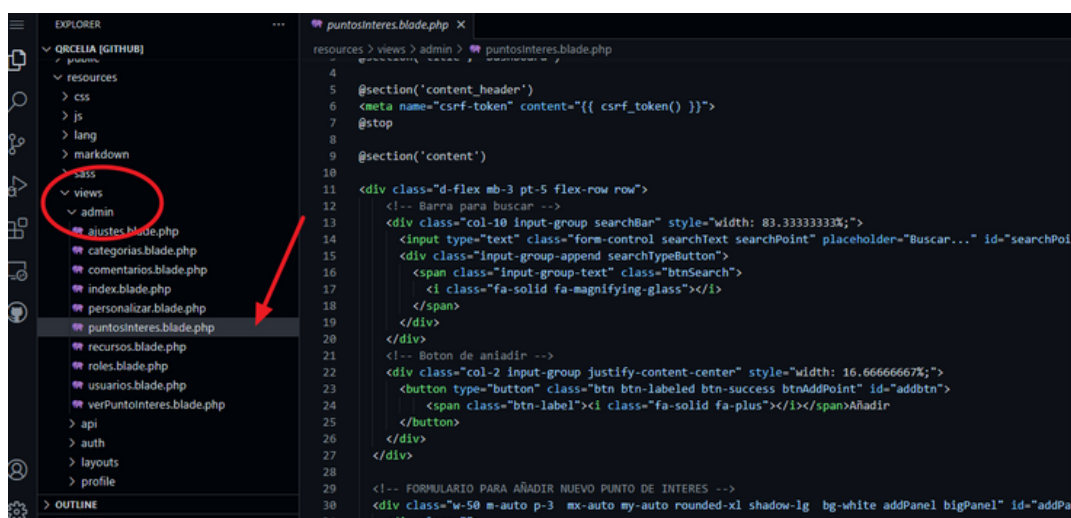 EXPLORER
QRCELIA [GITHUB]
public
resources
css
js
lang
markdown
sass
views
admin
ajustes.blade.php
categorias.blade.php
comentarios.blade.php
index.blade.php
personalizar.blade.php
puntosInteres.blade.php
recursos.blade.php
roles.blade.php
usuarios.blade.php
verPuntoInteres.blade.php
api
auth
layouts
profile
OUTLINE
puntosInteres.blade.php
resources > views > admin > puntosInteres.blade.php
3 @section('title', 'Dashboard')
4
5 @section('content_header')
6 <meta name="csrf-token" content="{{ csrf_token() }}">
7 @stop
8
9 @section('content')
10
11 <div class="d-flex mb-3 pt-5 flex-row row">
12 <!-- Barra para buscar -->
13 <div class="col-10 input-group searchBar" style="width: 83.33333333%;">
14 <input type="text" class="form-control searchText searchPoint" placeholder="Buscar..." id="searchPoi
15 <div class="input-group-append searchTypeButton">
16 <span class="input-group-text" class="btnSearch">
17 <i class="fa-solid fa-magnifying-glass"></i>
18 </span>
19 </div>
20 </div>
21 <!-- Boton de aniadir -->
22 <div class="col-2 input-group justify-content-center" style="width: 16.66666667%;">
23 <button type="button" class="btn btn-labeled btn-success btnAddPoint" id="addbtn">
24 <span class="btn-label"><i class="fa-solid fa-plus"></i></span>Añadir
25 </button>
26 </div>
27 </div>
28
29 <!-- FORMULARIO PARA AÑADIR NUEVO PUNTO DE INTERES -->
30 <div class="w-50 m-auto p-3 mx-auto my-auto rounded-xl shadow-lg bg-white addPanel bigPanel" id="addPa